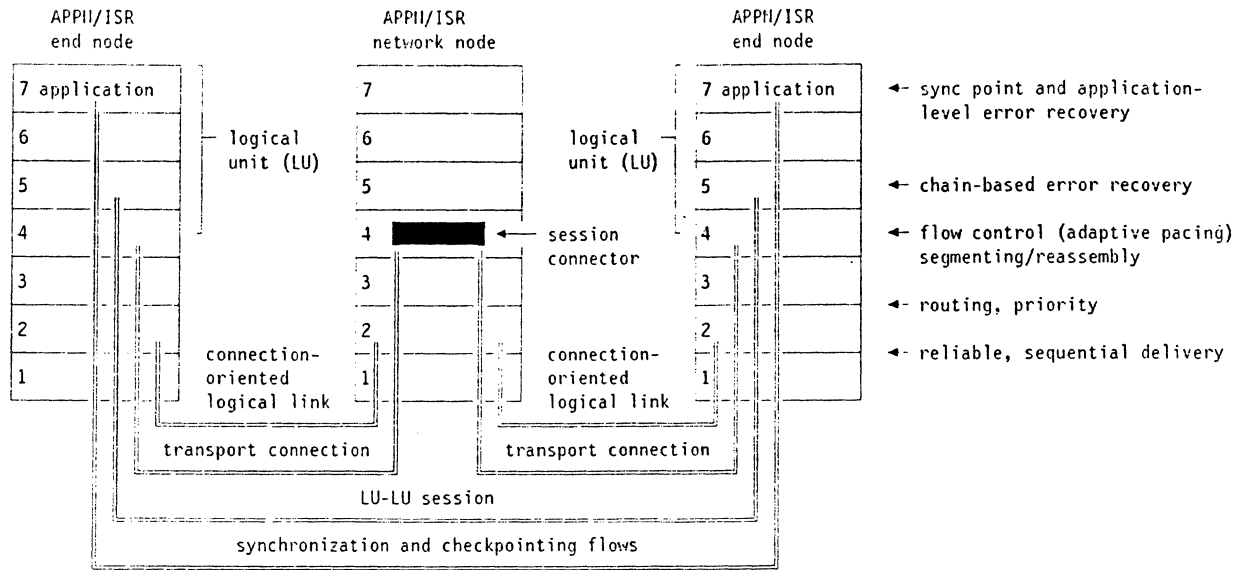 APPN/ISR
end node
APPN/ISR
network node
APPN/ISR
end node
7 application
6
5
4
3
2
1
logical
unit (LU)
connection-
oriented
logical link
7
6
5
4
3
2
1
session
connector
logical
unit (LU)
connection-
oriented
logical link
7 application
6
5
4
3
2
1
sync point and application-
level error recovery
chain-based error recovery
flow control (adaptive pacing)
segmenting/reassembly
routing, priority
reliable, sequential delivery
transport connection
transport connection
LU-LU session
synchronization and checkpointing flows